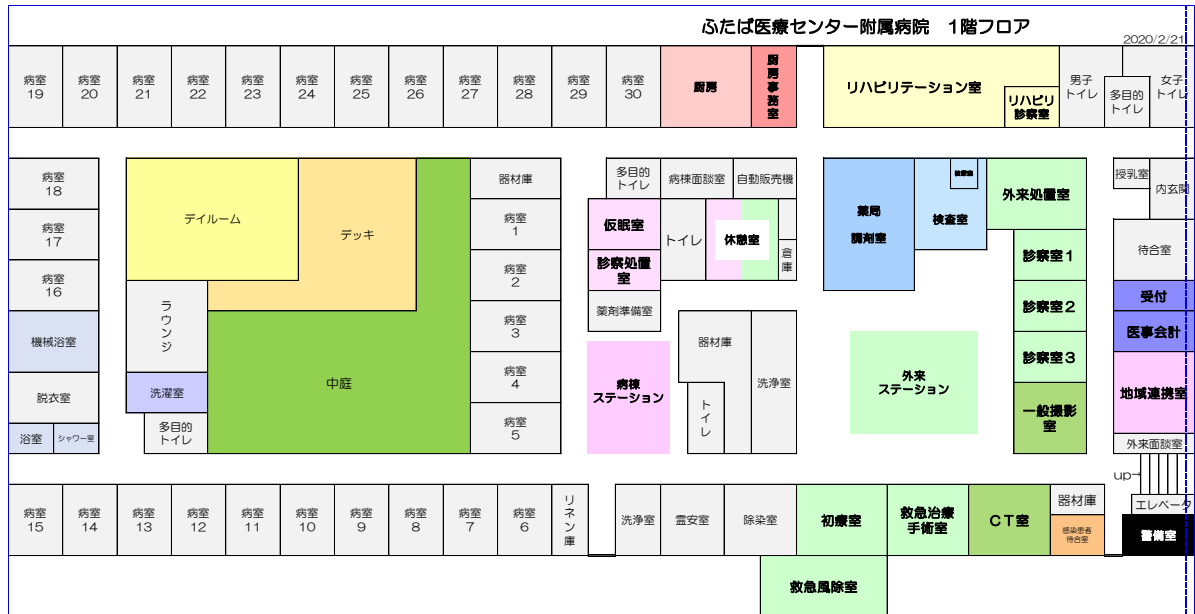 ふたば医療センター附属病院　1階フロア
2020/2/21
病室
19
病室
20
病室
21
病室
22
病室
23
病室
24
病室
25
病室
26
病室
27
病室
28
病室
29
病室
30
厨房
厨房事務室
リハビリテーション室
リハビリ
診察室
男子
トイレ
多目的
トイレ
女子
トイレ
病室
18
病室
17
病室
16
機械浴室
脱衣室
浴室
シャワー室
デイルーム
デッキ
ラウンジ
洗濯室
多目的
トイレ
中庭
器材庫
病室
1
病室
2
病室
3
病室
4
病室
5
多目的
トイレ
病棟面談室
自動販売機
仮眠室
トイレ
休憩室
倉庫
診察処置
室
薬剤準備室
病棟
ステーション
器材庫
トイレ
洗浄室
薬局
調剤室
検査室
外来処置室
診察室1
診察室2
診察室3
一般撮影
室
外来
ステーション
授乳室
内玄関
待合室
受付
医事会計
地域連携室
外来面談室
up→
エレベータ
警備室
病室
15
病室
14
病室
13
病室
12
病室
11
病室
10
病室
9
病室
8
病室
7
病室
6
リネン庫
洗浄室
霊安室
除染室
初療室
救急治療
手術室
CT室
器材庫
感染患者
待合室
救急風除室